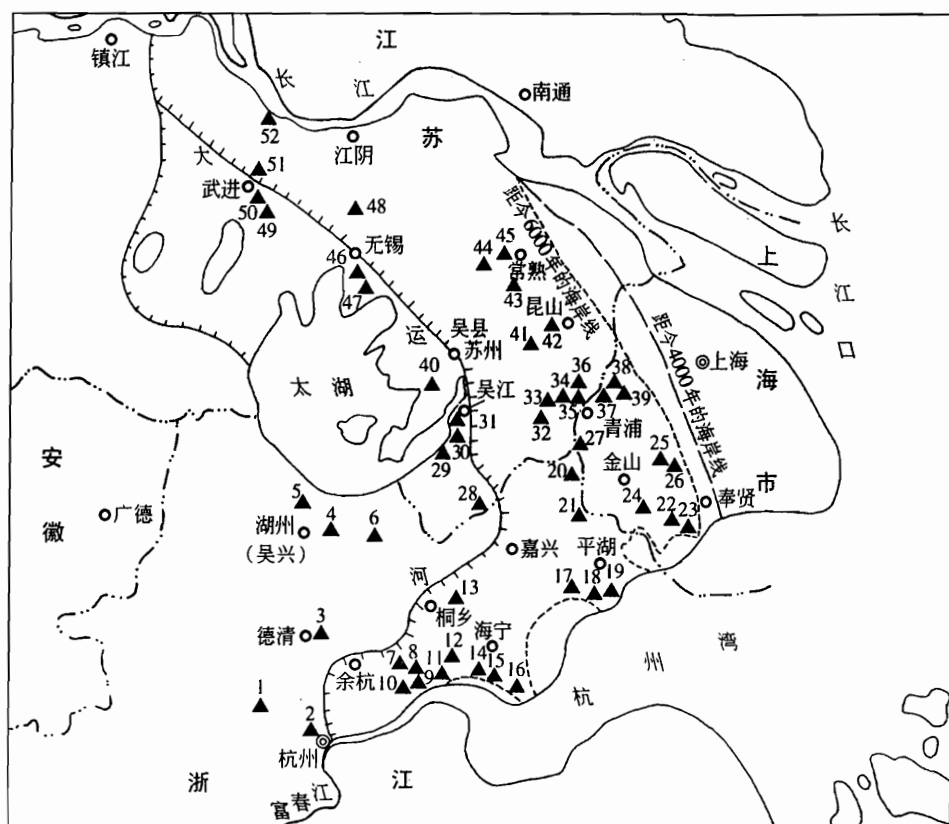 江
镇江
长
江
南通
52
江阴
苏
大
51
武进
50
49
48
无锡
46
47
44
45
常熟
43
距今6000年的海岸线
长
江
口
上
海
市
昆山
42
41
吴县
苏州
运
距今4000年的海岸线
上海
太湖
40
吴江
31
30
29
36
34
33
35
37
38
39
32
青浦
27
20
金山
25
26
安
徽
广德
5
湖州
(吴兴)
4
6
28
21
24
22
23
奉贤
嘉兴
平湖
17
18
19
河
13
桐乡
德清
3
海宁
12
14
15
16
7
8
11
9
10
余杭
1
2
杭州
杭
州
湾
浙
江
富春江